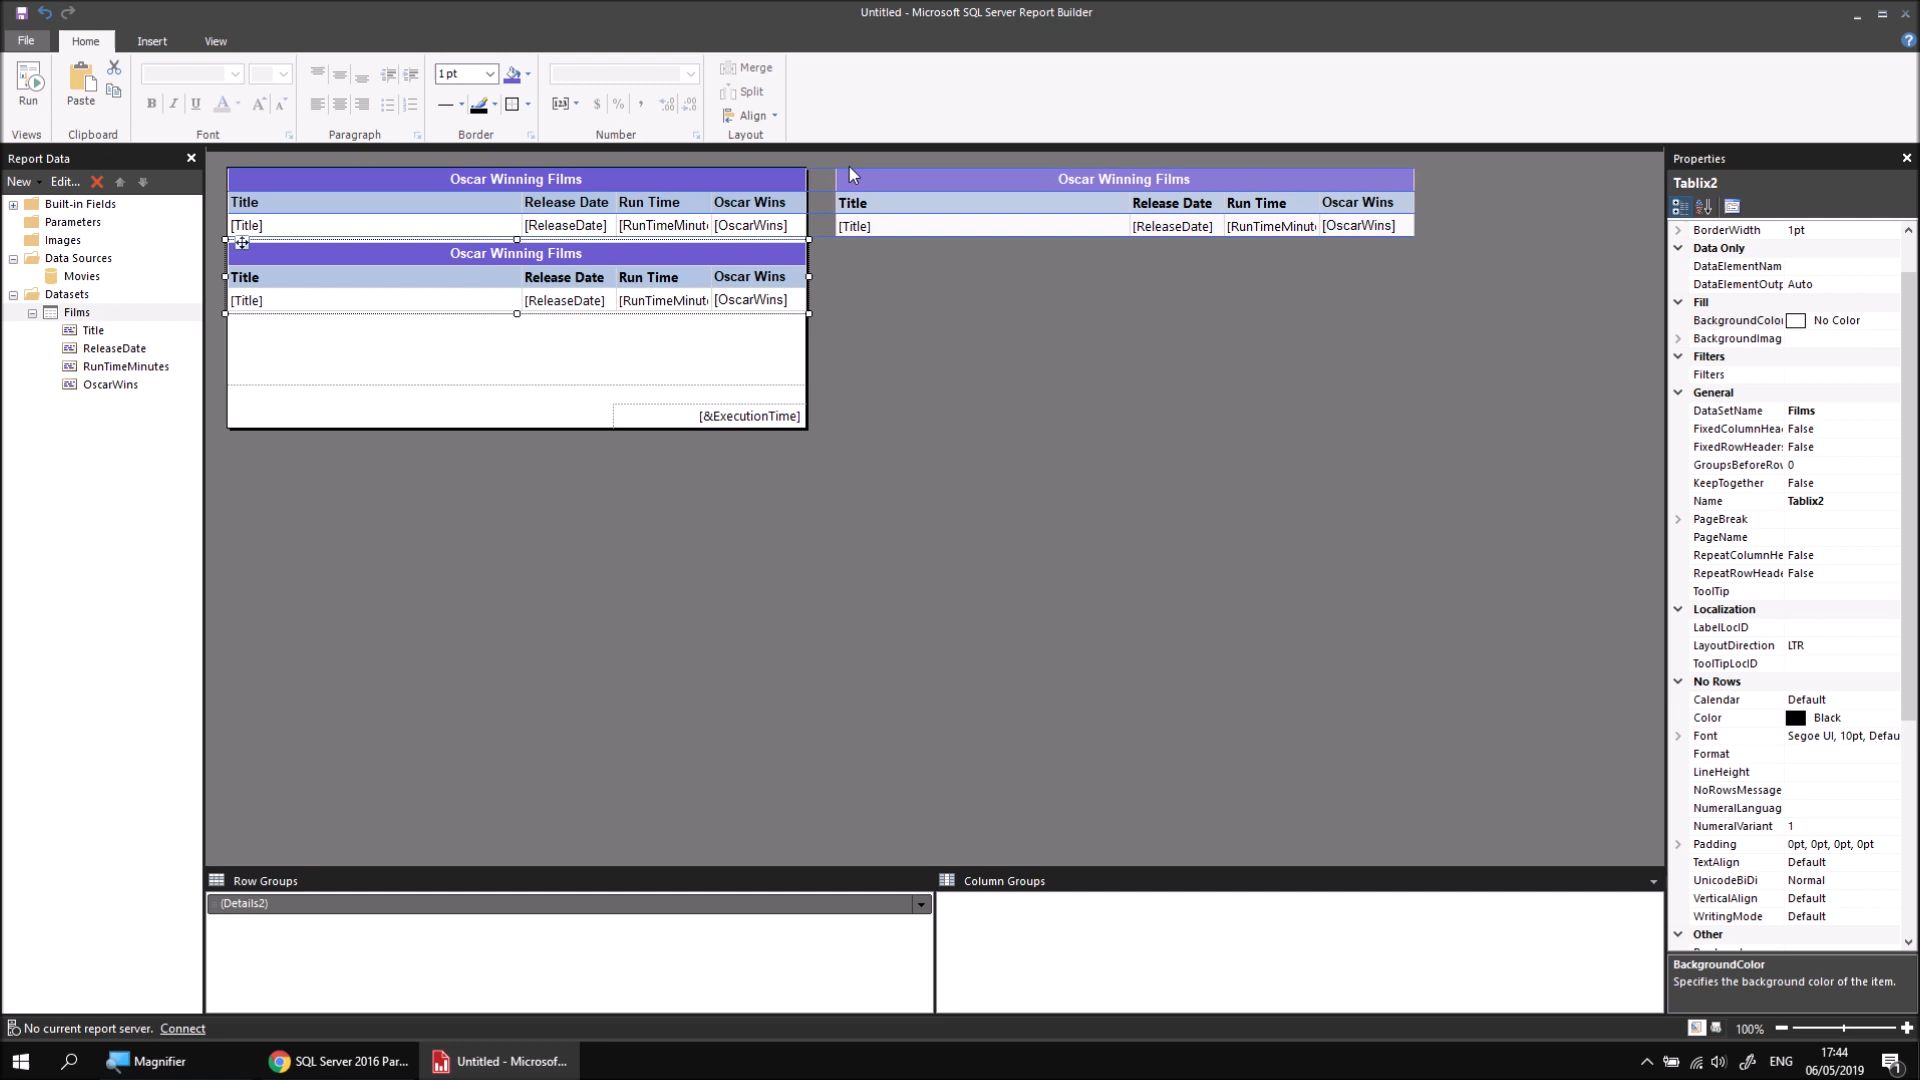 Untitled - Microsoft SQL Server Report Builder
File Home Insert View
Run
Paste
1pt
Merge
Split
Align
Views Clipboard Font Paragraph Border Number Layout
Report Data
New Edit...
Built-in Fields
Parameters
Images
Data Sources
Movies
Datasets
Films
Title
ReleaseDate
RunTimeMinutes
OscarWins
Oscar Winning Films
Title Release Date Run Time Oscar Wins
[Title] [ReleaseDate] [RunTimeMinut [OscarWins]
Oscar Winning Films
Title Release Date Run Time Oscar Wins
[Title] [ReleaseDate] [RunTimeMinut [OscarWins]
[&ExecutionTime]
Oscar Winning Films
Title Release Date Run Time Oscar Wins
[Title] [ReleaseDate] [RunTimeMinut [OscarWins]
Row Groups
(Details2)
Column Groups
Properties
Tablix2
BorderWidth 1pt
Data Only
DataElementNam
DataElementOutp Auto
Fill
BackgroundColor No Color
BackgroundImag
Filters
Filters
General
DataSetName Films
FixedColumnHea False
FixedRowHeaders False
GroupsBeforeRow 0
KeepTogether False
Name Tablix2
PageBreak
PageName
RepeatColumnHe False
RepeatRowHeade False
ToolTip
Localization
LabelLocID
LayoutDirection LTR
ToolTipLocID
No Rows
Calendar Default
Color Black
Font Segoe UI, 10pt, Defau
Format
LineHeight
NoRowsMessage
NumeralLanguag
NumeralVariant 1
Padding 0pt, 0pt, 0pt, 0pt
TextAlign Default
UnicodeBiDi Normal
VerticalAlign Default
WritingMode Default
Other
BackgroundColor
Specifies the background color of the item.
No current report server. Connect
100%
Magnifier
SQL Server 2016 Par...
Untitled - Microsof...
ENG
17:44
06/05/2019